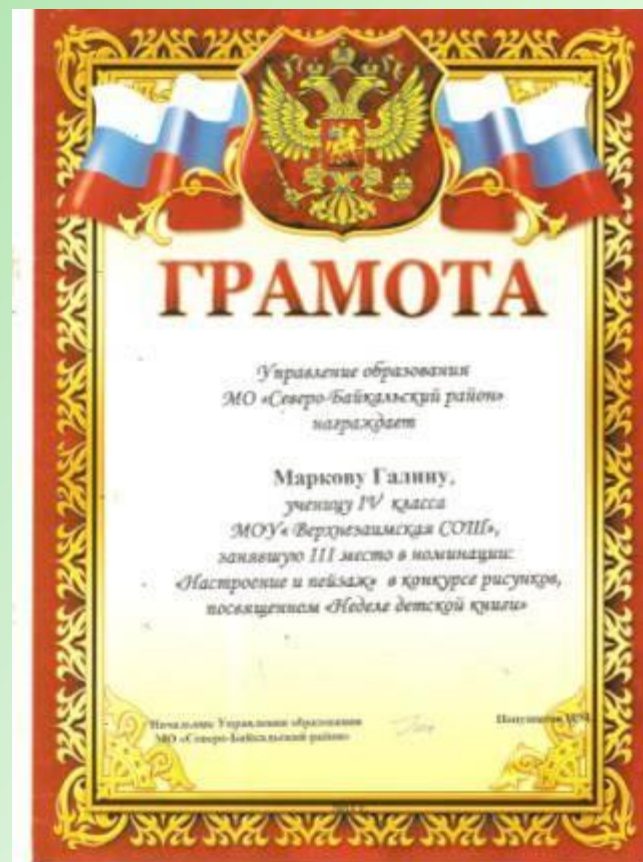 ГРАМОТА
Управление образования
МО «Северо-Байкальский район»
награждает
Маркову Галину,
ученицу IV класса
МОУ« Верхнезаимская СОШ»,
занявшую III место в номинации:
«Настроение и пейзаж» в конкурсе рисунков,
посвященном «Неделе детской книги»
Начальник Управления образования
МО «Северо-Байкальский район»